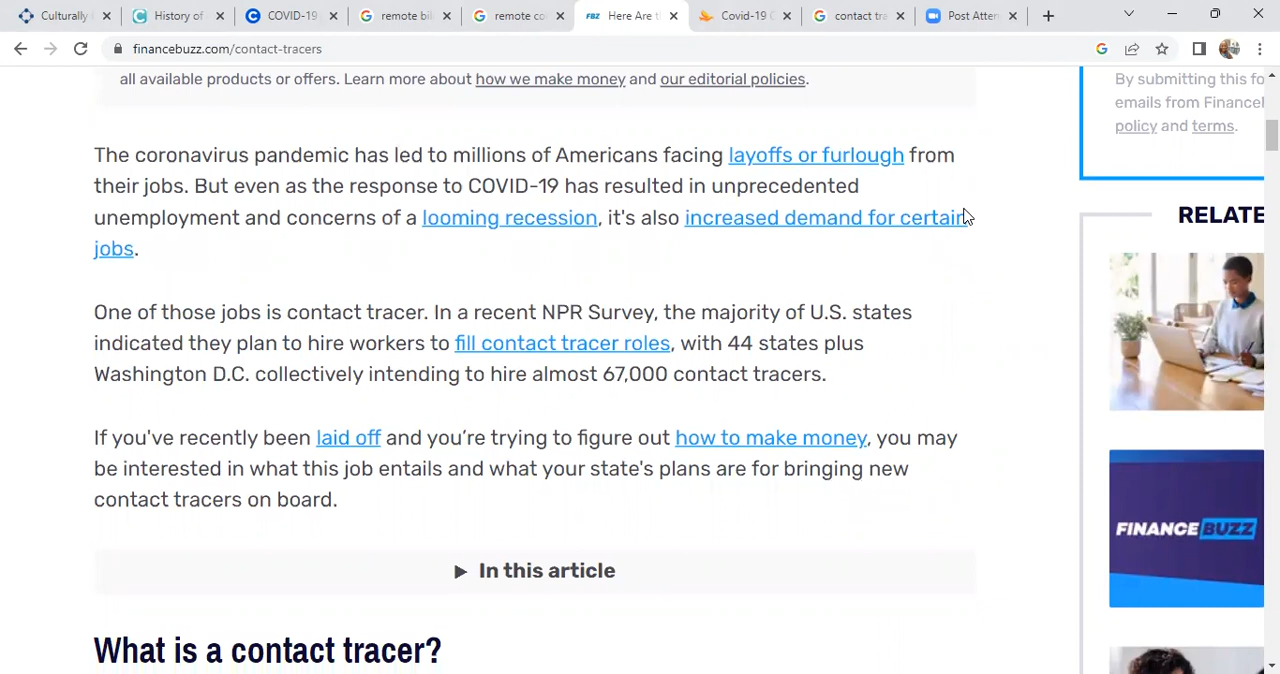 Culturally
History of
COVID-19
remote bil
remote co
FBZ Here Are th
Covid-19 C
contact tra
Post Atten
financebuzz.com/contact-tracers
all available products or offers. Learn more about how we make money and our editorial policies.
The coronavirus pandemic has led to millions of Americans facing layoffs or furlough from
their jobs. But even as the response to COVID-19 has resulted in unprecedented
unemployment and concerns of a looming recession, it's also increased demand for certain
jobs.
One of those jobs is contact tracer. In a recent NPR Survey, the majority of U.S. states
indicated they plan to hire workers to fill contact tracer roles, with 44 states plus
Washington D.C. collectively intending to hire almost 67,000 contact tracers.
If you've recently been laid off and you’re trying to figure out how to make money, you may
be interested in what this job entails and what your state's plans are for bringing new
contact tracers on board.
In this article
What is a contact tracer?
By submitting this fo
emails from Finance
policy and terms.
RELATE
FINANCEBUZZ